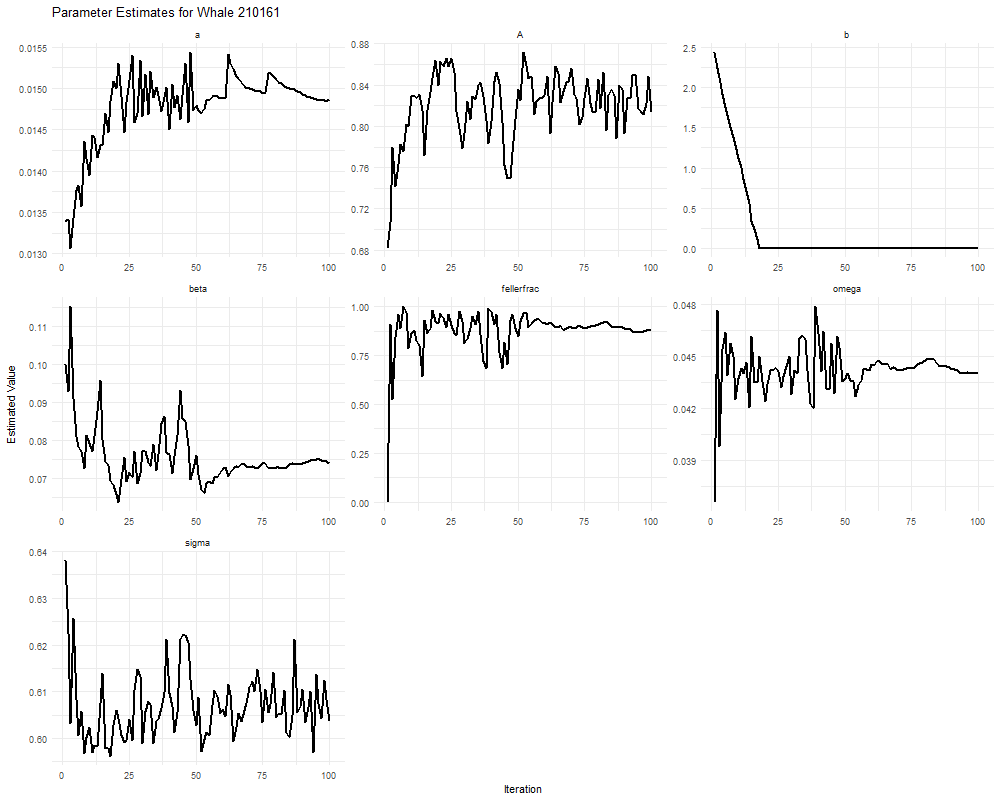 Parameter Estimates for Whale 210161
a
A
b
0.0155
0.0150
0.0145
0.0140
0.0135
0.0130
0.88
0.84
0.80
0.76
0.72
0.68
2.5
2.0
1.5
1.0
0.5
0.0
0 25 50 75 100
0 25 50 75 100
0 25 50 75 100
beta
fellerfrac
omega
0.11
0.10
0.09
0.08
0.07
1.00
0.75
0.50
0.25
0.00
0.048
0.045
0.042
0.039
0 25 50 75 100
0 25 50 75 100
0 25 50 75 100
sigma
0.64
0.63
0.62
0.61
0.60
0 25 50 75 100
Estimated Value
Iteration